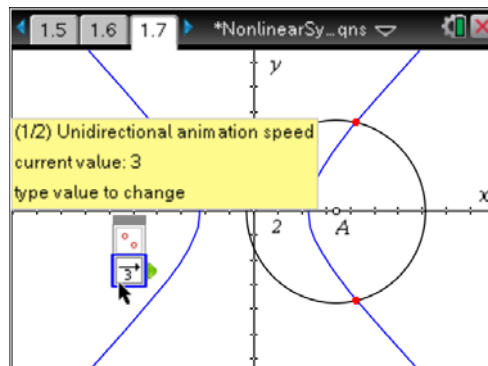 1.5 1.6 1.7 *NonlinearSy…qns
y
(1/2) Unidirectional animation speed
current value: 3
type value to change
x
2 A
3